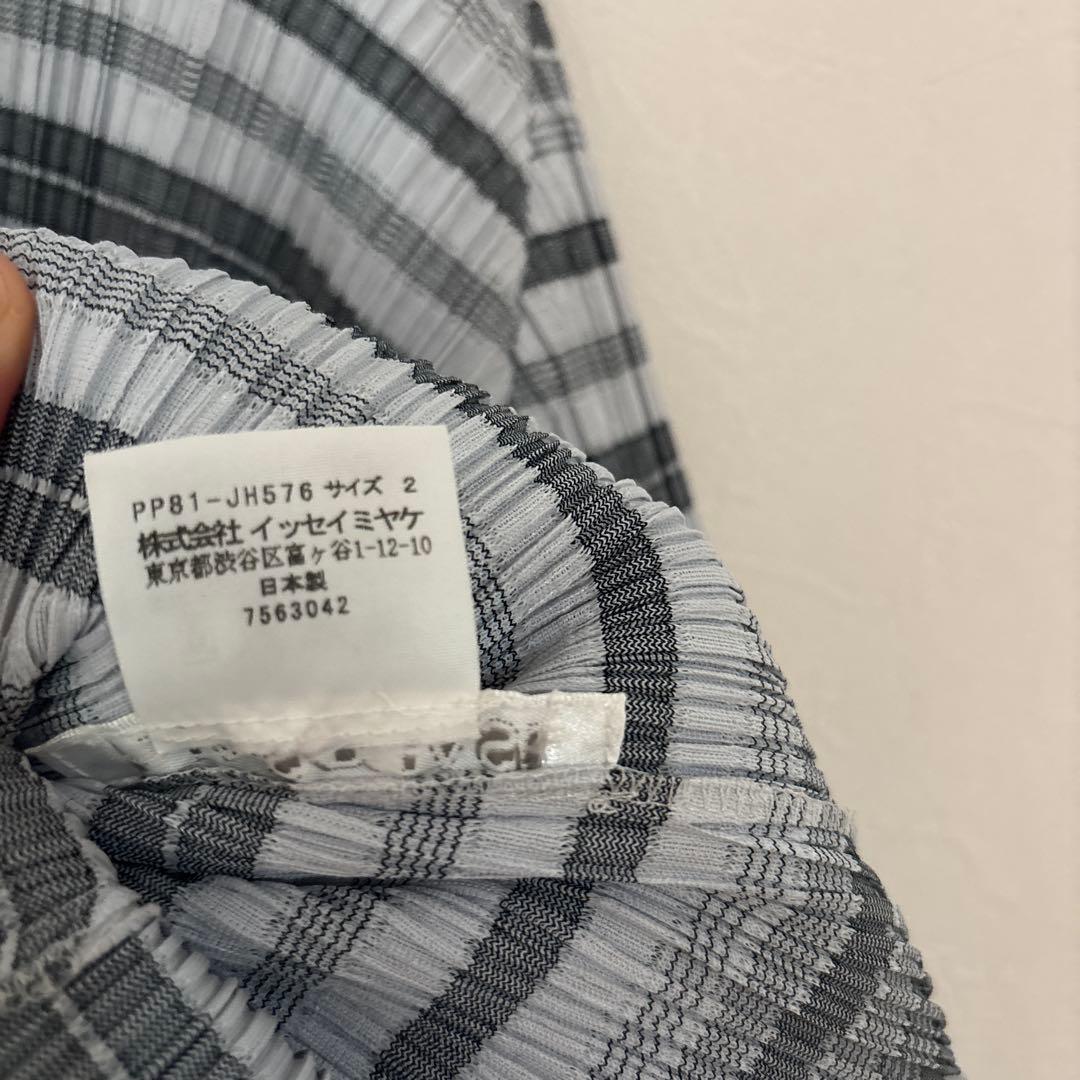 PP81-JH576 サイズ 2
株式会社 イッセイミヤケ
東京都渋谷区富ヶ谷1-12-10
日本製
7563042